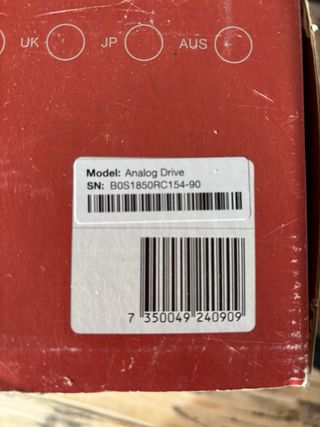 UK JP AUS
Model: Analog Drive
SN: B0S1850RC154-90
7 350049 240909